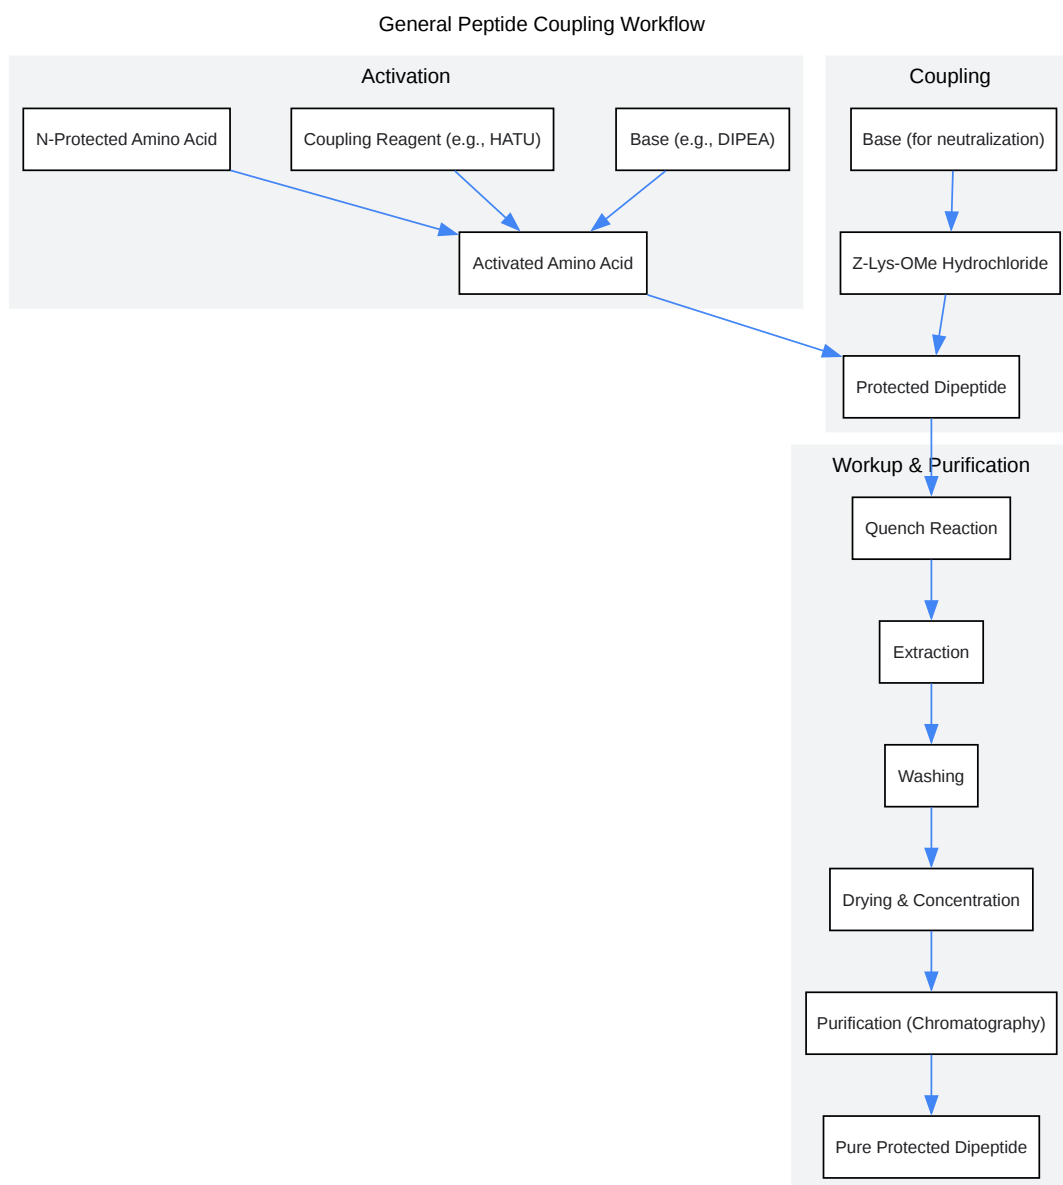 General Peptide Coupling Workflow
Activation
N-Protected Amino Acid
Coupling Reagent (e.g., HATU)
Base (e.g., DIPEA)
Activated Amino Acid
Coupling
Base (for neutralization)
Z-Lys-OMe Hydrochloride
Protected Dipeptide
Workup & Purification
Quench Reaction
Extraction
Washing
Drying & Concentration
Purification (Chromatography)
Pure Protected Dipeptide